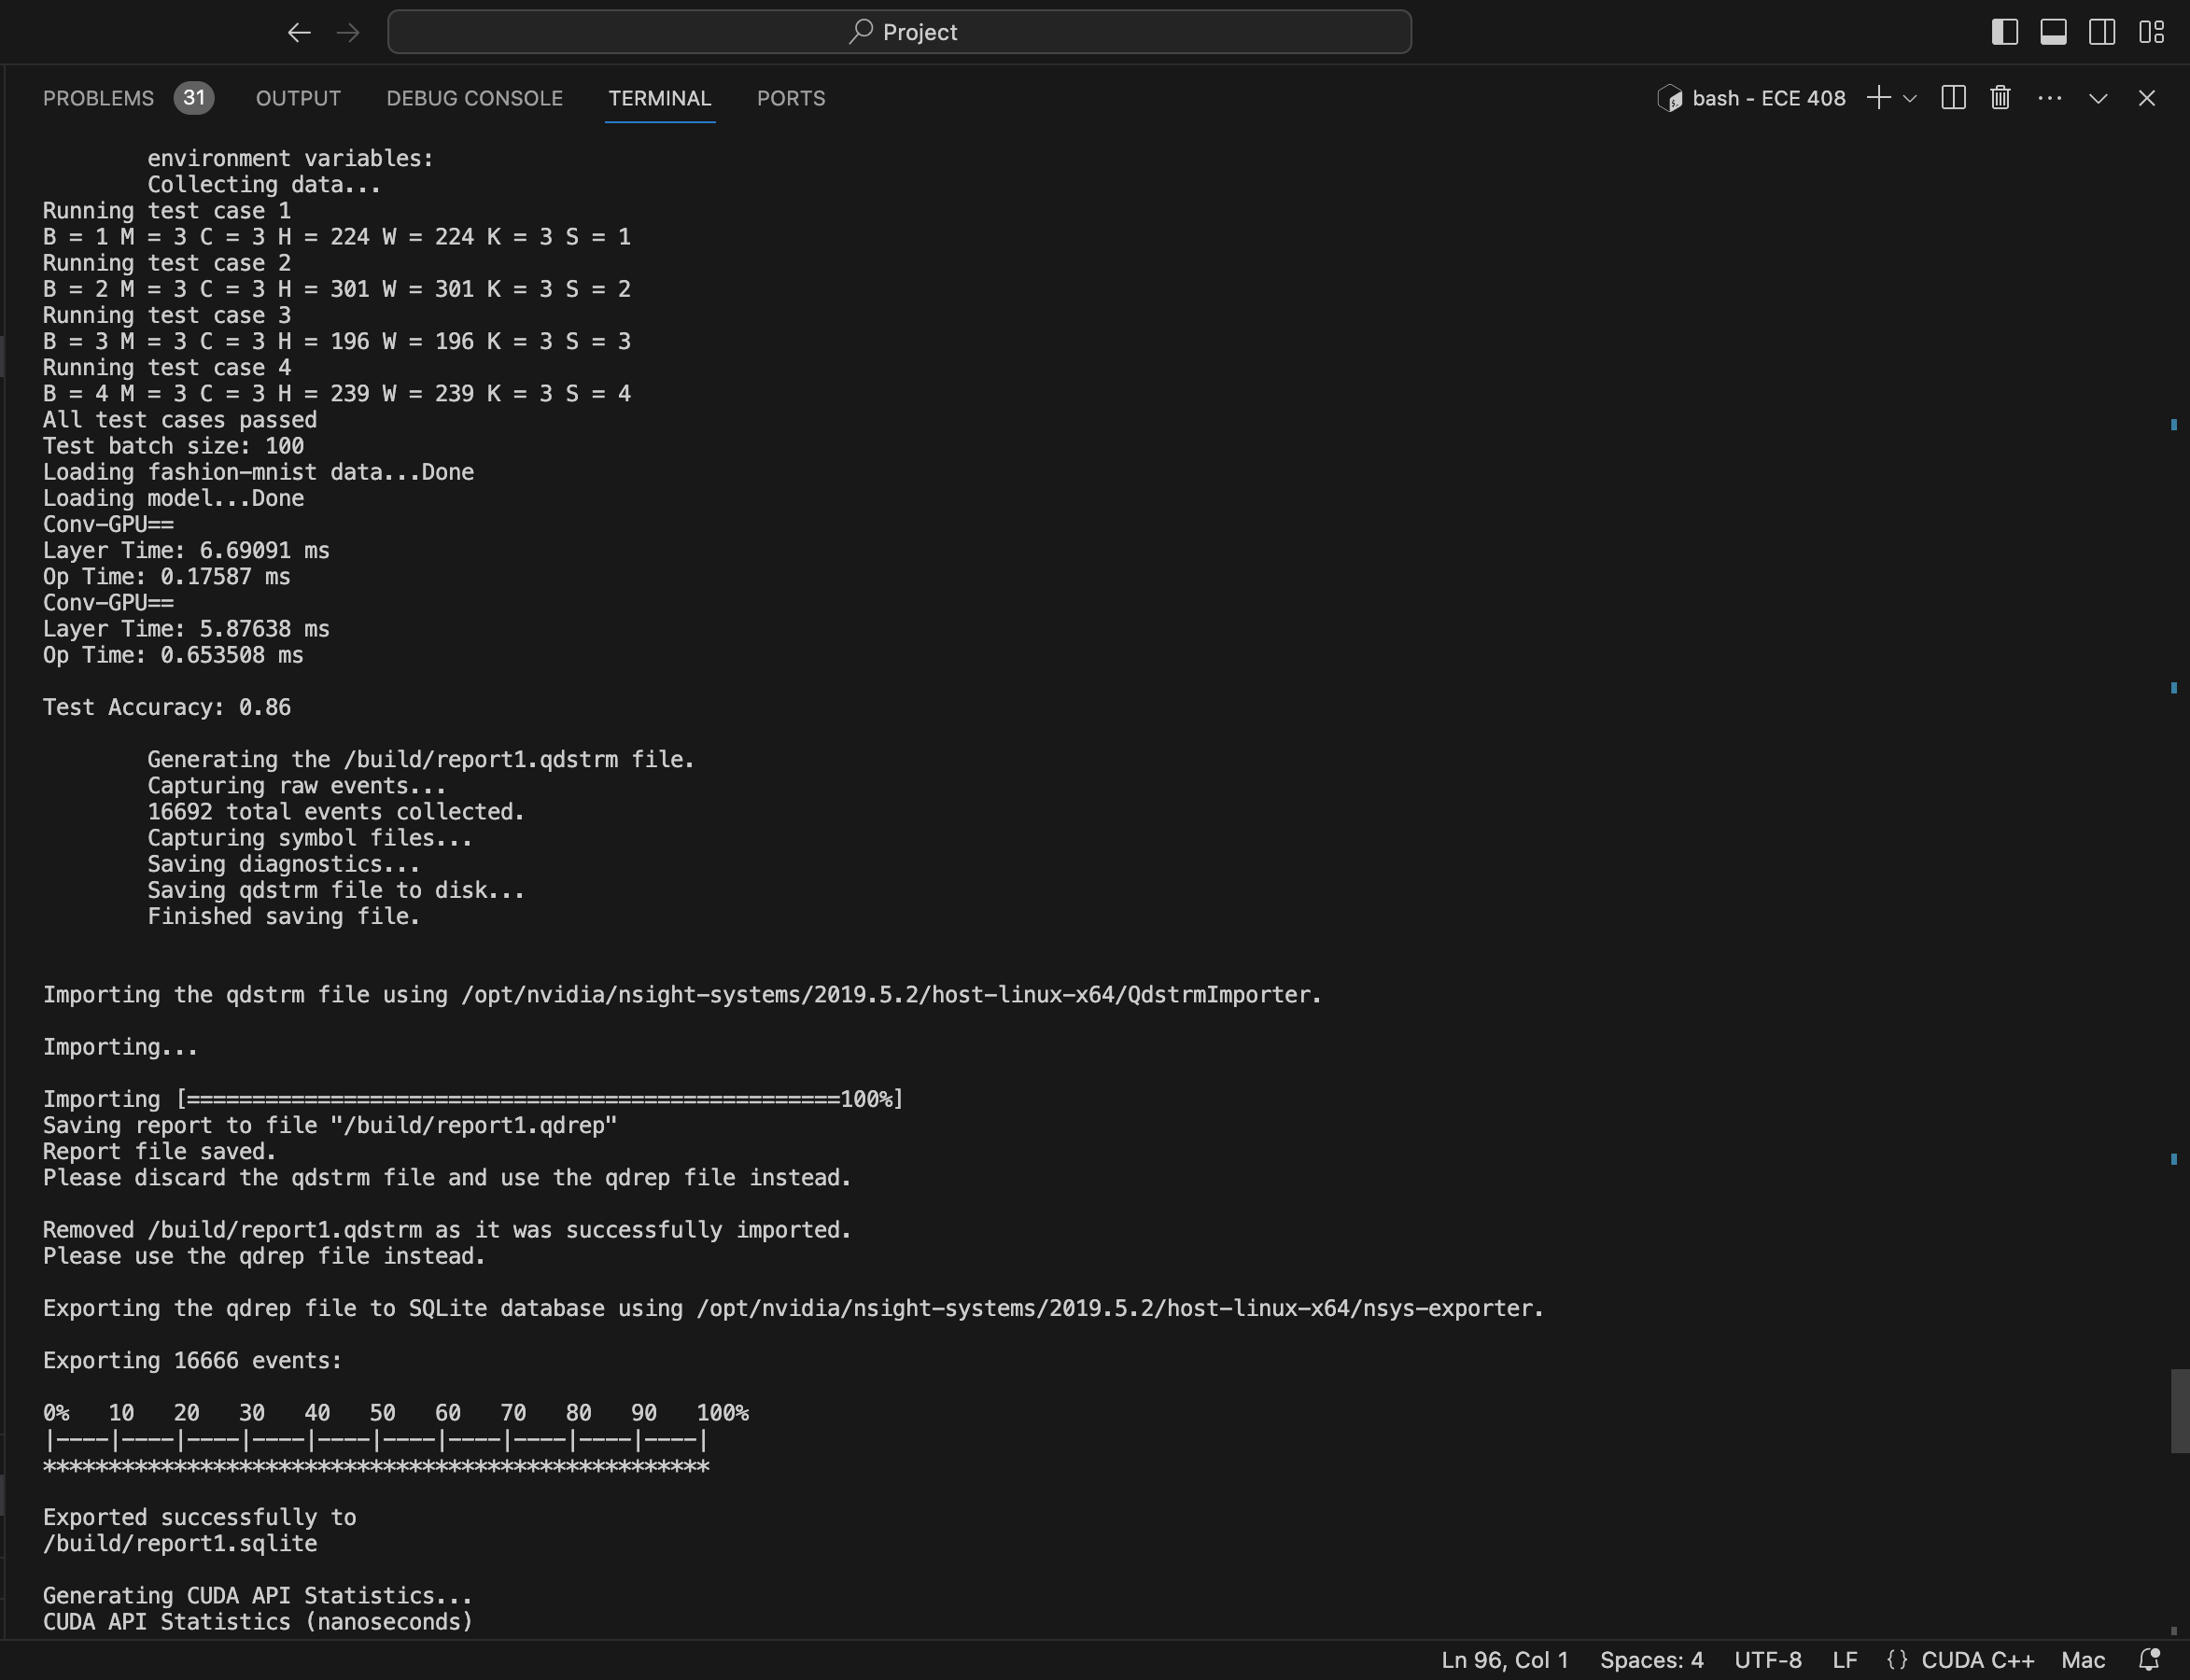 Project
PROBLEMS 31 OUTPUT DEBUG CONSOLE TERMINAL PORTS bash - ECE 408
environment variables:
Collecting data...
Running test case 1
B = 1 M = 3 C = 3 H = 224 W = 224 K = 3 S = 1
Running test case 2
B = 2 M = 3 C = 3 H = 301 W = 301 K = 3 S = 2
Running test case 3
B = 3 M = 3 C = 3 H = 196 W = 196 K = 3 S = 3
Running test case 4
B = 4 M = 3 C = 3 H = 239 W = 239 K = 3 S = 4
All test cases passed
Test batch size: 100
Loading fashion-mnist data...Done
Loading model...Done
Conv-GPU==
Layer Time: 6.69091 ms
Op Time: 0.17587 ms
Conv-GPU==
Layer Time: 5.87638 ms
Op Time: 0.653508 ms
Test Accuracy: 0.86
Generating the /build/report1.qdstrm file.
Capturing raw events...
16692 total events collected.
Capturing symbol files...
Saving diagnostics...
Saving qdstrm file to disk...
Finished saving file.
Importing the qdstrm file using /opt/nvidia/nsight-systems/2019.5.2/host-linux-x64/QdstrmImporter.
Importing...
Importing [==================================================100%]
Saving report to file "/build/report1.qdrep"
Report file saved.
Please discard the qdstrm file and use the qdrep file instead.
Removed /build/report1.qdstrm as it was successfully imported.
Please use the qdrep file instead.
Exporting the qdrep file to SQLite database using /opt/nvidia/nsight-systems/2019.5.2/host-linux-x64/nsys-exporter.
Exporting 16666 events:
0% 10 20 30 40 50 60 70 80 90 100%
|----|----|----|----|----|----|----|----|----|----|
***************************************************
Exported successfully to
/build/report1.sqlite
Generating CUDA API Statistics...
CUDA API Statistics (nanoseconds)
Ln 96, Col 1 Spaces: 4 UTF-8 LF {} CUDA C++ Mac